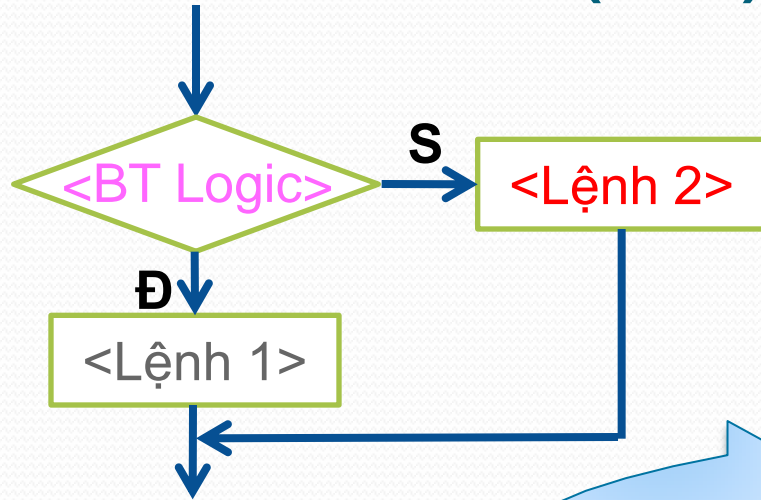 <BT Logic>
S
<Lệnh 2>
Đ
<Lệnh 1>